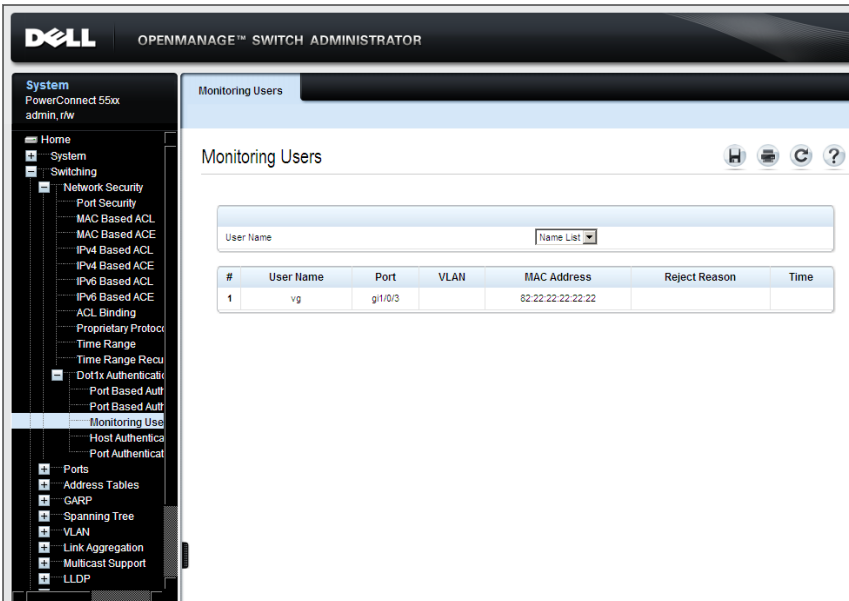 DELL
OPENMANAGE™ SWITCH ADMINISTRATOR
System
PowerConnect 55xx
admin, r/w
Home
System
Switching
Network Security
Port Security
MAC Based ACL
MAC Based ACE
IPv4 Based ACL
IPv4 Based ACE
IPv6 Based ACL
IPv6 Based ACE
ACL Binding
Proprietary Protoco
Time Range
Time Range Recu
Dot1x Authenticatio
Port Based Auth
Port Based Auth
Monitoring Use
Host Authentica
Port Authenticat
Ports
Address Tables
GARP
Spanning Tree
VLAN
Link Aggregation
Multicast Support
LLDP
Monitoring Users
Monitoring Users
?
User Name Name List
# User Name Port VLAN MAC Address Reject Reason Time
1 vg gi1/0/3 82:22:22:22:22:22